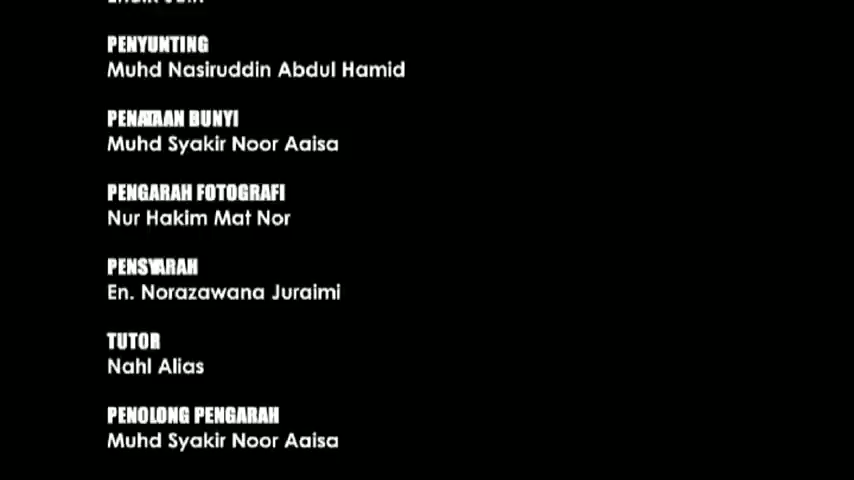 PENYUNTING
Muhd Nasiruddin Abdul Hamid
PENATAAN BUNYI
Muhd Syakir Noor Aaisa
PENGARAH FOTOGRAFI
Nur Hakim Mat Nor
PENSYARAH
En. Norazawana Juraimi
TUTOR
Nahl Alias
PENOLONG PENGARAH
Muhd Syakir Noor Aaisa